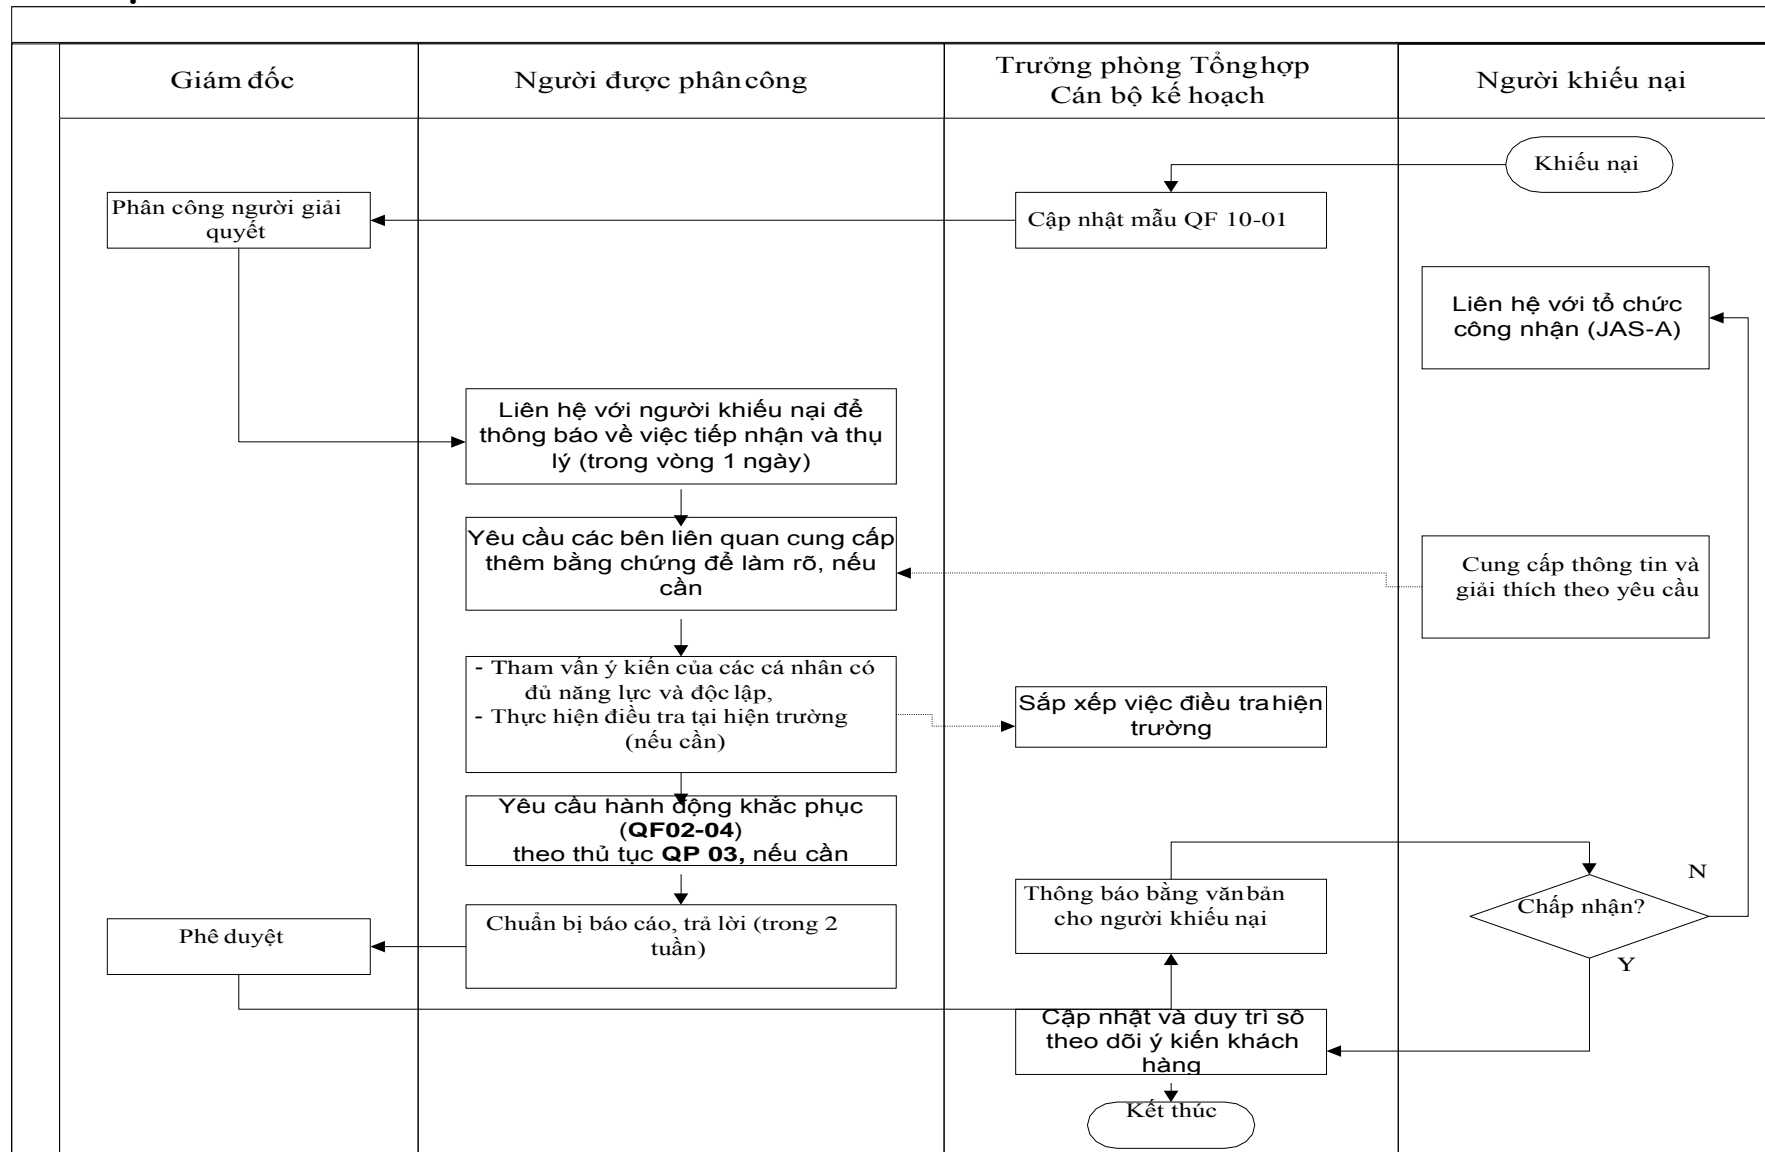 Giám đốc
Người được phân công
Trưởng phòng Tổng hợp
Cán bộ kế hoạch
Người khiếu nại
Khiếu nại
Phân công người giải
quyết
Cập nhật mẫu QF 10-01
Liên hệ với tổ chức
công nhận (JAS-A)
Liên hệ với người khiếu nại để
thông báo về việc tiếp nhận và thụ
lý (trong vòng 1 ngày)
Yêu cầu các bên liên quan cung cấp
thêm bằng chứng để làm rõ, nếu
cần
Cung cấp thông tin và
giải thích theo yêu cầu
- Tham vấn ý kiến của các cá nhân có
đủ năng lực và độc lập,
- Thực hiện điều tra tại hiện trường
(nếu cần)
Sắp xếp việc điều tra hiện
trường
Yêu cầu hành động khắc phục
(QF02-04)
theo thủ tục QP 03, nếu cần
Thông báo bằng văn bản
cho người khiếu nại
Chấp nhận?
N
Y
Phê duyệt
Chuẩn bị báo cáo, trả lời (trong 2
tuần)
Cập nhật và duy trì sổ
theo dõi ý kiến khách
hàng
Kết thúc